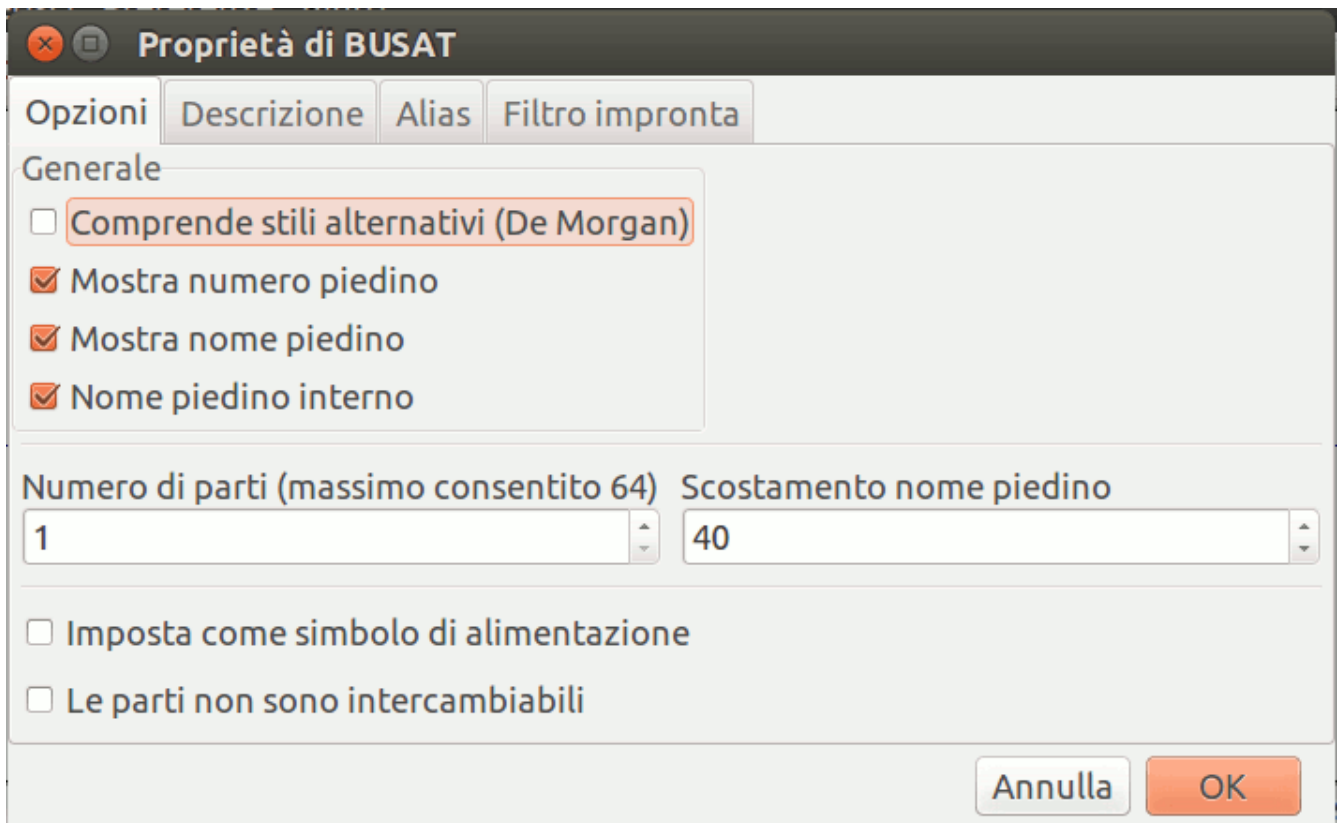 Proprietà di BUSAT
Opzioni Descrizione Alias Filtro impronta
Generale
Comprende stili alternativi (De Morgan)
Mostra numero piedino
Mostra nome piedino
Nome piedino interno
Numero di parti (massimo consentito 64) Scostamento nome piedino
1 40
Imposta come simbolo di alimentazione
Le parti non sono intercambiabili
Annulla OK